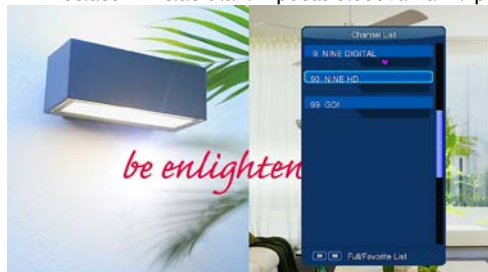 be enlighten
Channel List
9 NINE DIGITAL
90 NINE HD
99 GO!
Full/Favorite List